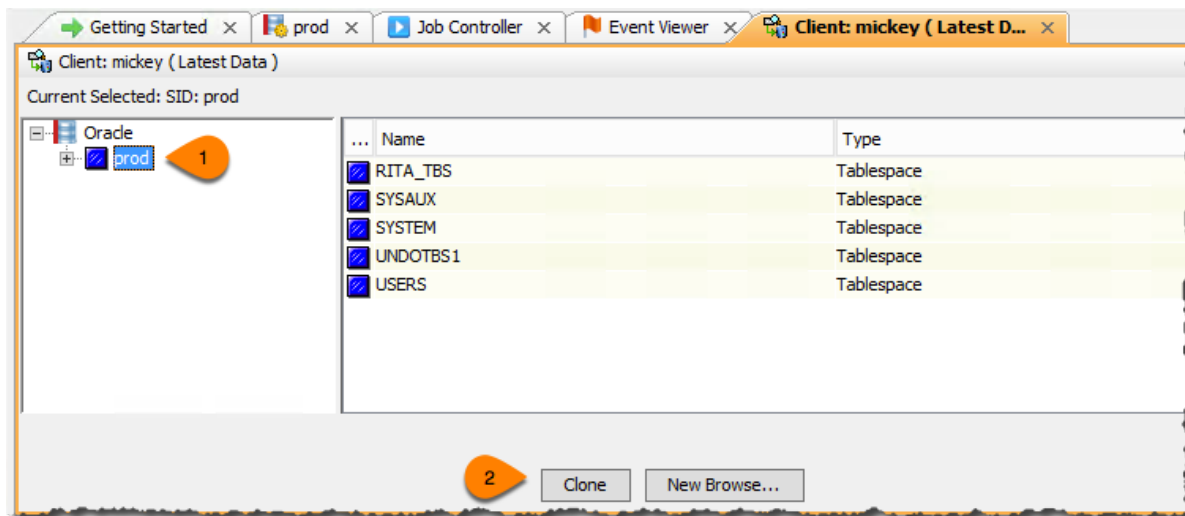 Getting Started prod Job Controller Event Viewer Client: mickey ( Latest D...
Client: mickey ( Latest Data )
Current Selected: SID: prod
Oracle
prod
1
... Name Type
RITA_TBS Tablespace
SYSAUX Tablespace
SYSTEM Tablespace
UNDOTBS1 Tablespace
USERS Tablespace
2 Clone New Browse...